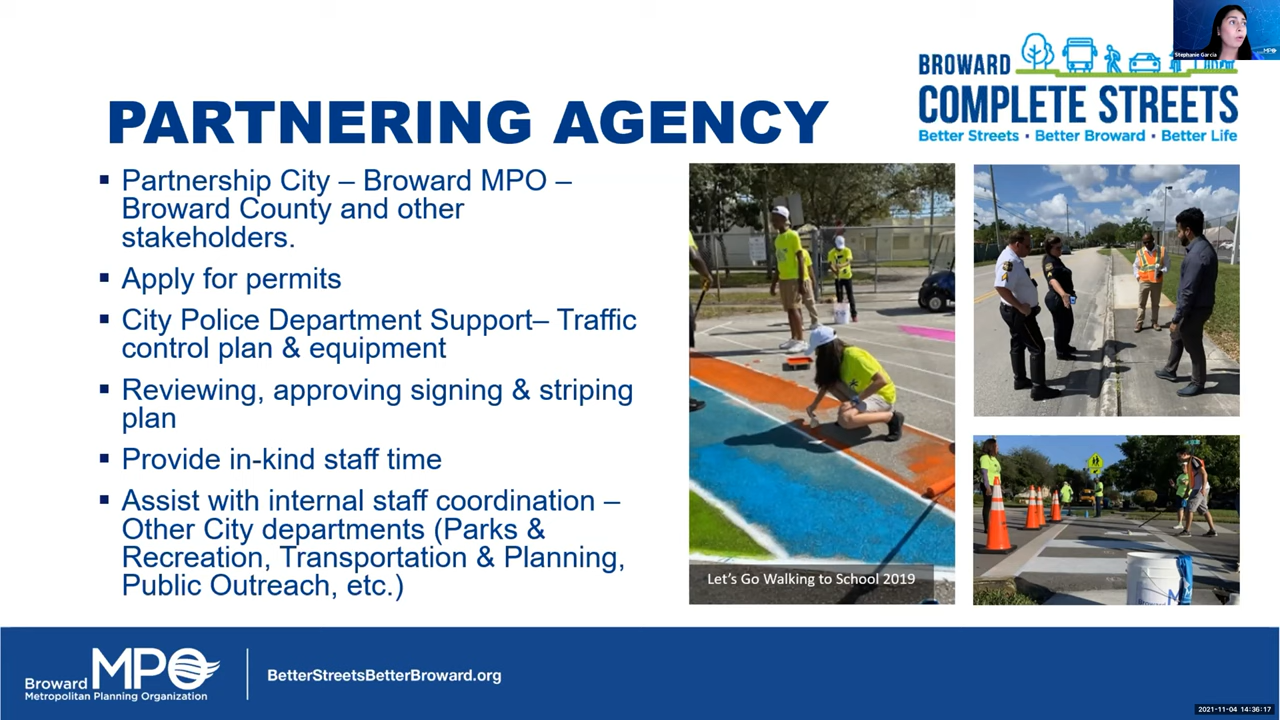 Stephanie Garcia
MPO
BROWARD
COMPLETE STREETS
Better Streets • Better Broward • Better Life
PARTNERING AGENCY
▪ Partnership City – Broward MPO –
Broward County and other
stakeholders.
▪ Apply for permits
▪ City Police Department Support– Traffic
control plan & equipment
▪ Reviewing, approving signing & striping
plan
▪ Provide in-kind staff time
▪ Assist with internal staff coordination –
Other City departments (Parks &
Recreation, Transportation & Planning,
Public Outreach, etc.)
Let's Go Walking to School 2019
Broward MPO
Metropolitan Planning Organization
BetterStreetsBetterBroward.org
2021-11-04 14:36:17